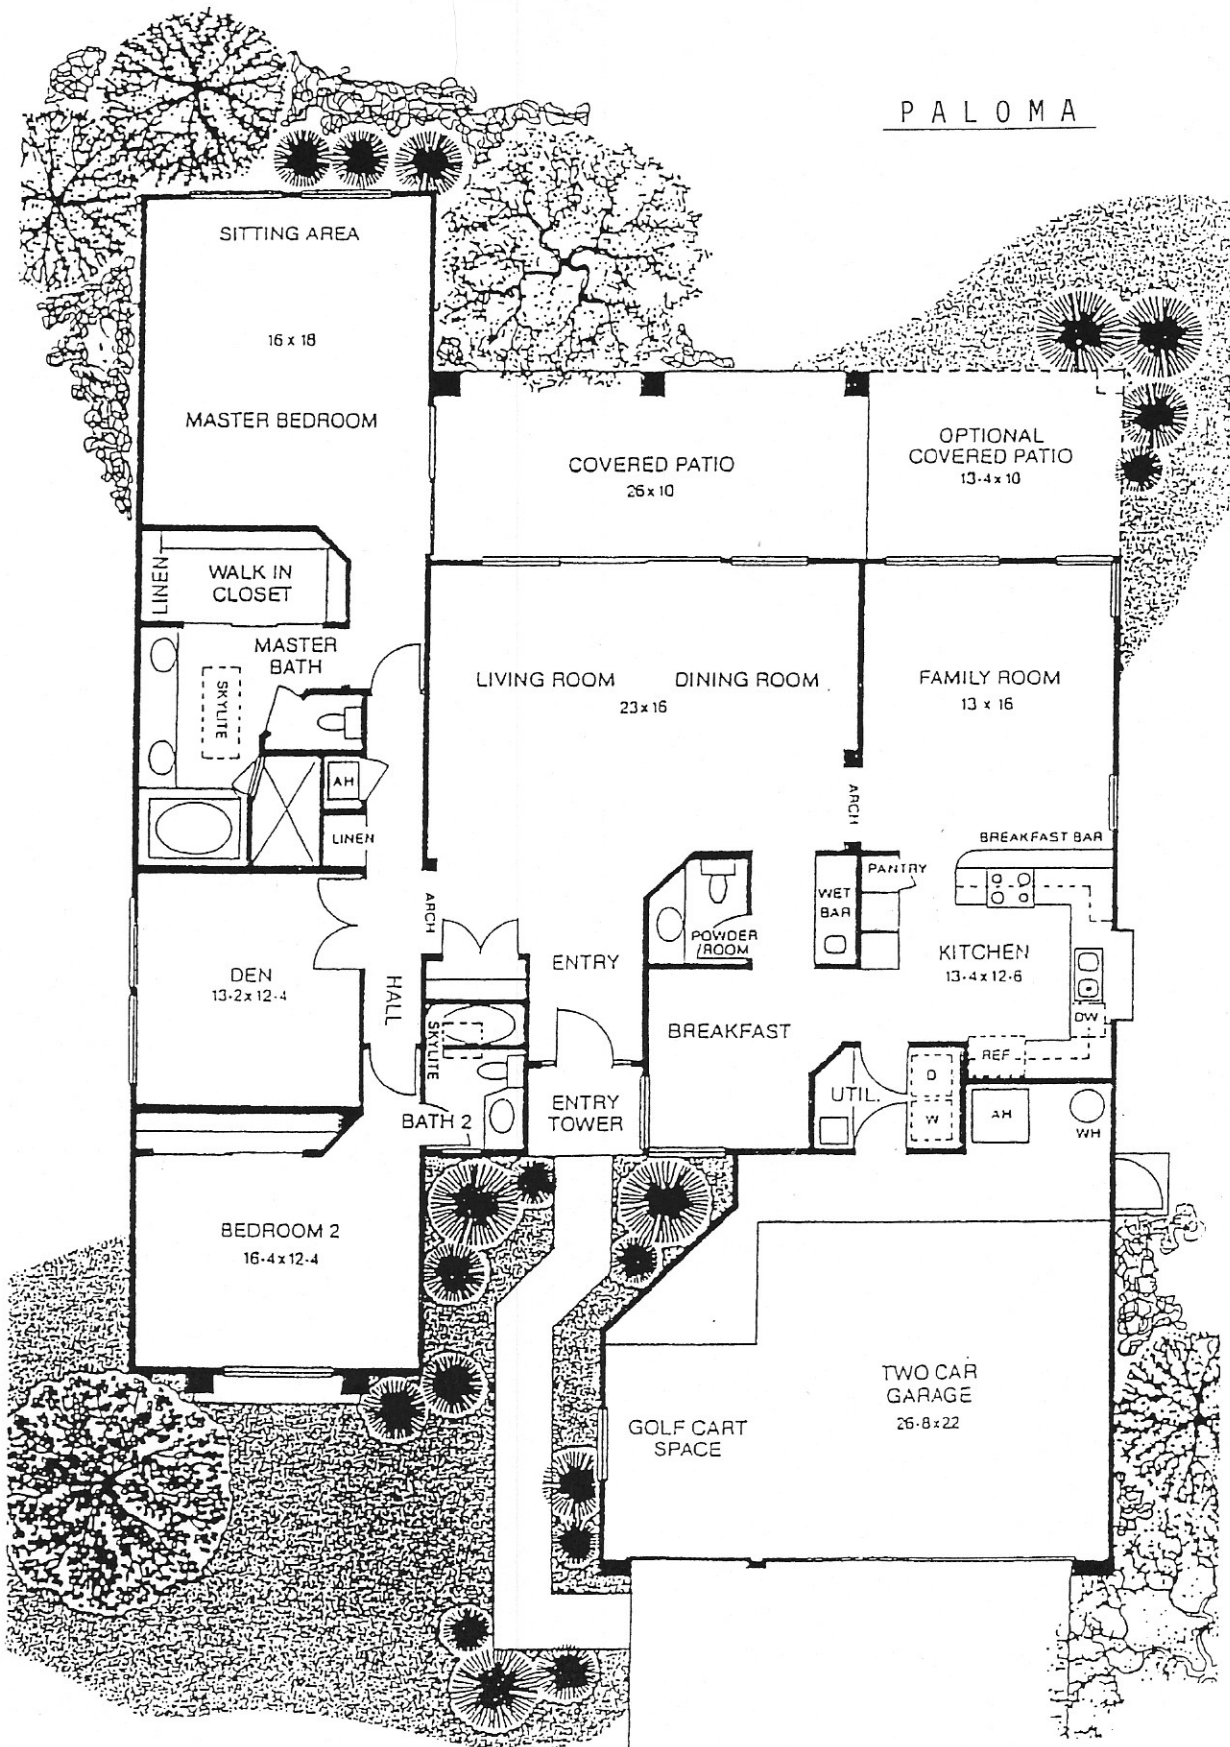 PALOMA
SITTING AREA
16 x 18
MASTER BEDROOM
COVERED PATIO
26 x 10
OPTIONAL
COVERED PATIO
13-4 x 10
LINEN
WALK IN
CLOSET
MASTER
BATH
SKYLITE
LIVING ROOM
DINING ROOM
23 x 16
FAMILY ROOM
13 x 16
AH
LINEN
ARCH
BREAKFAST BAR
ARCH
PANTRY
WET
BAR
POWDER
ROOM
KITCHEN
13-4 x 12-6
DEN
13-2 x 12-4
HALL
ENTRY
SKYLITE
BREAKFAST
DW
REF
BATH 2
ENTRY
TOWER
UTIL.
D
W
AH
WH
BEDROOM 2
16-4 x 12-4
TWO CAR
GARAGE
26-8 x 22
GOLF CART
SPACE